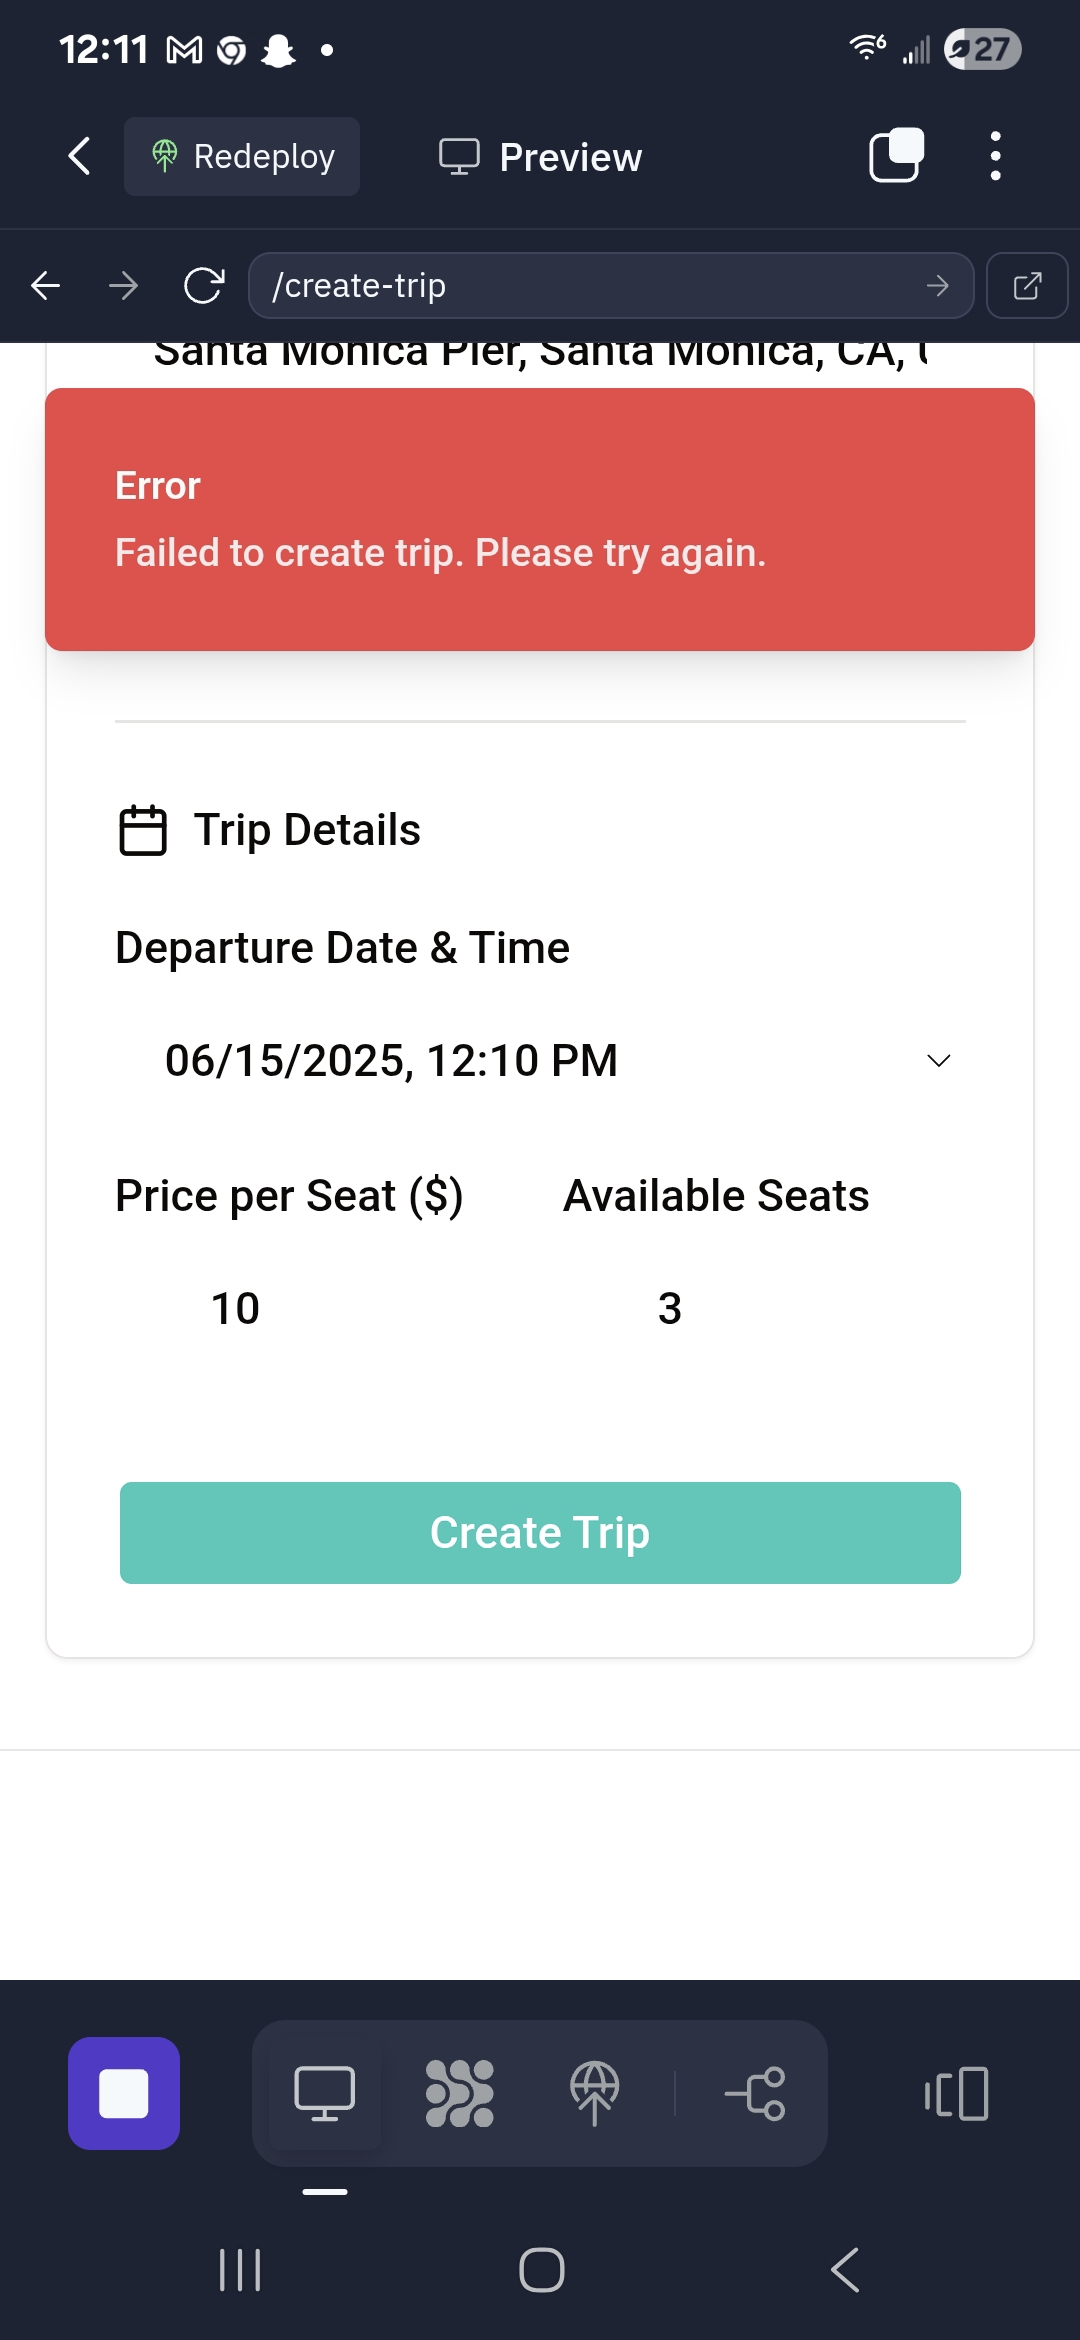 12:11
27
Redeploy
Preview
/create-trip
Santa Monica Pier, Santa Monica, CA,
Error
Failed to create trip. Please try again.
Trip Details
Departure Date & Time
06/15/2025, 12:10 PM
Price per Seat ($) Available Seats
10 3
Create Trip